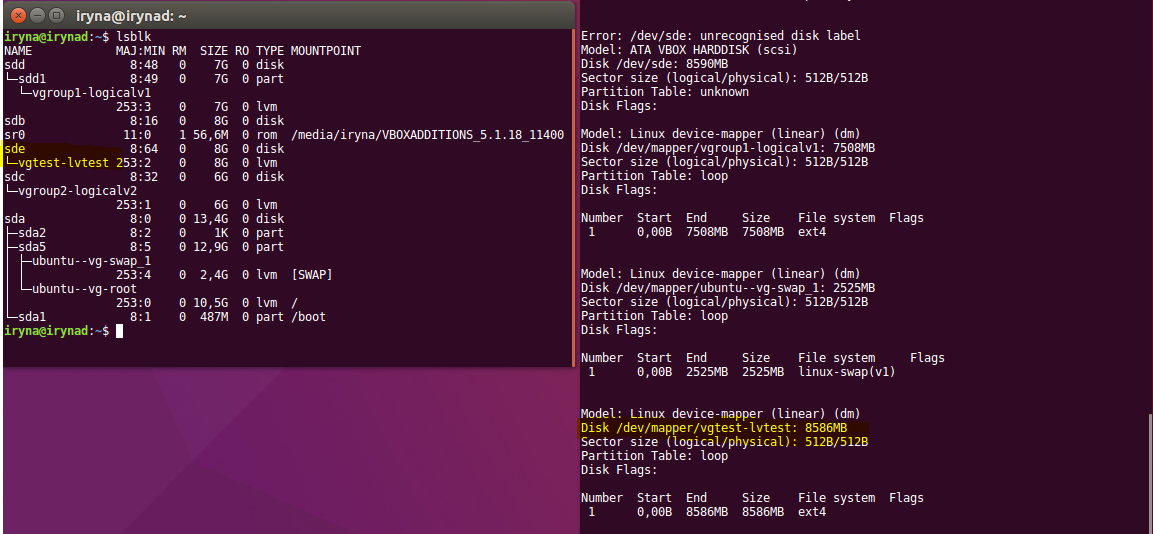 iryna@irynad: ~
iryna@irynad:~$ lsblk
NAME                MAJ:MIN RM  SIZE RO TYPE MOUNTPOINT
sdd                   8:48   0    7G  0 disk
└─sdd1                8:49   0    7G  0 part
  └─vgroup1-logicalv1
                    253:3    0    7G  0 lvm
sdb                   8:16   0    8G  0 disk
sr0                  11:0    1 56,6M  0 rom  /media/iryna/VBOXADDITIONS_5.1.18_11400
sde                   8:64   0    8G  0 disk
└─vgtest-lvtest 253:2    0    8G  0 lvm
sdc                   8:32   0    6G  0 disk
└─vgroup2-logicalv2
                    253:1    0    6G  0 lvm
sda                   8:0    0 13,4G  0 disk
├─sda2                8:2    0    1K  0 part
├─sda5                8:5    0 12,9G  0 part
│ ├─ubuntu--vg-swap_1
│ │                 253:4    0  2,4G  0 lvm  [SWAP]
│ └─ubuntu--vg-root
│                   253:0    0 10,5G  0 lvm  /
└─sda1                8:1    0  487M  0 part /boot
iryna@irynad:~$
Error: /dev/sde: unrecognised disk label
Model: ATA VBOX HARDDISK (scsi)
Disk /dev/sde: 8590MB
Sector size (logical/physical): 512B/512B
Partition Table: unknown
Disk Flags:
Model: Linux device-mapper (linear) (dm)
Disk /dev/mapper/vgroup1-logicalv1: 7508MB
Sector size (logical/physical): 512B/512B
Partition Table: loop
Disk Flags:
Number  Start  End     Size    File system  Flags
 1      0,00B  7508MB  7508MB  ext4
Model: Linux device-mapper (linear) (dm)
Disk /dev/mapper/ubuntu--vg-swap_1: 2525MB
Sector size (logical/physical): 512B/512B
Partition Table: loop
Disk Flags:
Number  Start  End     Size    File system     Flags
 1      0,00B  2525MB  2525MB  linux-swap(v1)
Model: Linux device-mapper (linear) (dm)
Disk /dev/mapper/vgtest-lvtest: 8586MB
Sector size (logical/physical): 512B/512B
Partition Table: loop
Disk Flags:
Number  Start  End     Size    File system  Flags
 1      0,00B  8586MB  8586MB  ext4